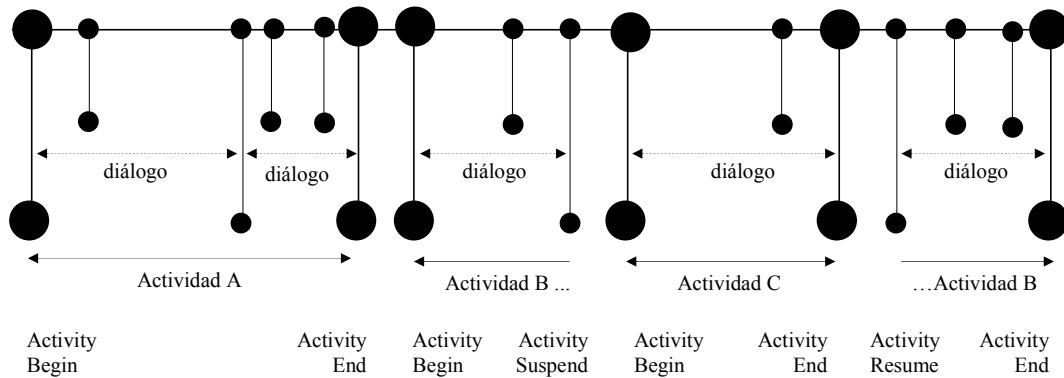 diálogo
diálogo
diálogo
diálogo
diálogo
Actividad A
Actividad B ...
Actividad C
…Actividad B
Activity
Begin
Activity
End
Activity
Begin
Activity
Suspend
Activity
Begin
Activity
End
Activity
Resume
Activity
End